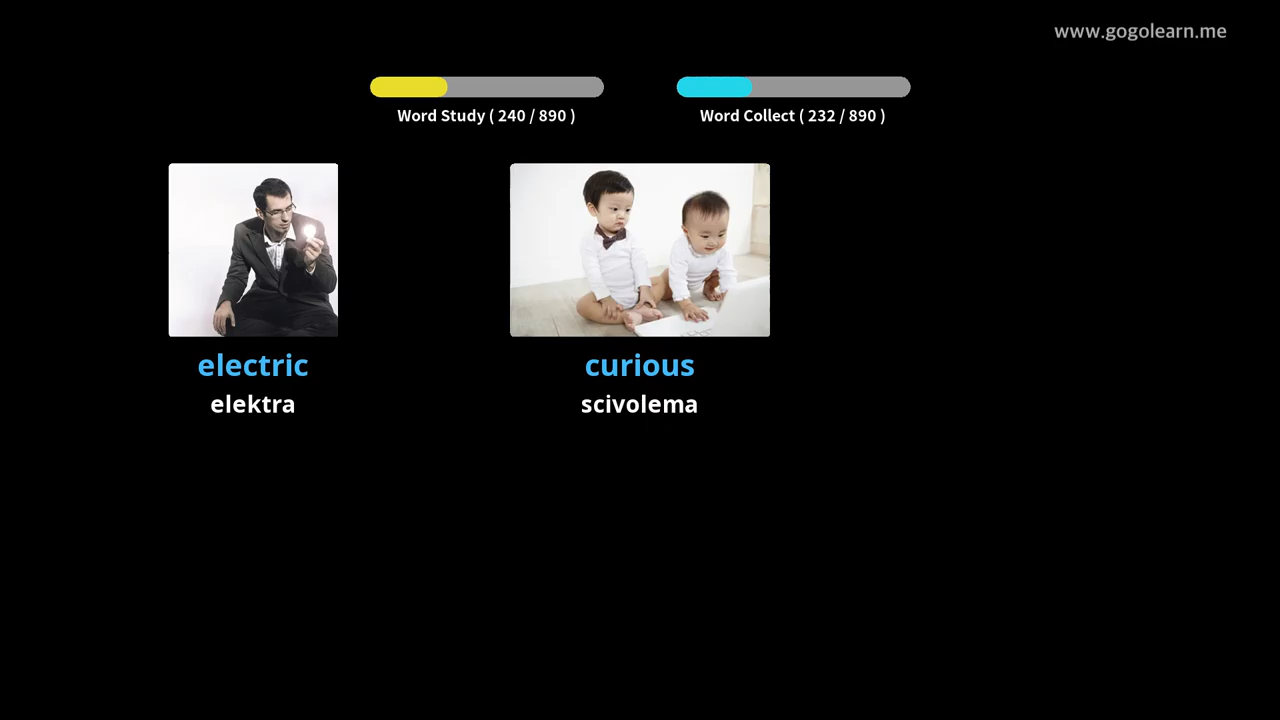 www.gogolearn.me
Word Study ( 240 / 890 )
Word Collect ( 232 / 890 )
electric
elektra
curious
scivolema